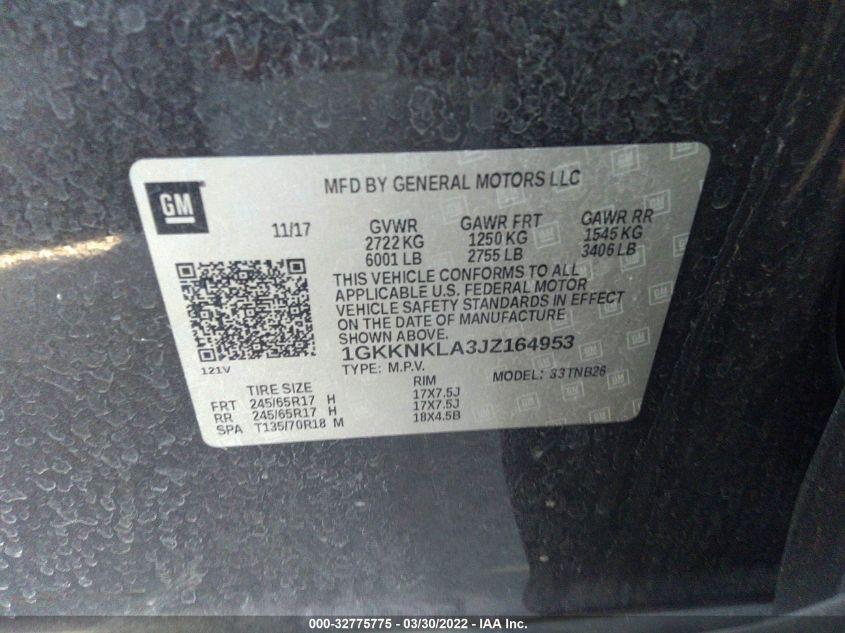 GM
MFD BY GENERAL MOTORS LLC
11/17 GVWR GAWR FRT GAWR RR
2722 KG 1250 KG 1545 KG
6001 LB 2755 LB 3406 LB
THIS VEHICLE CONFORMS TO ALL
APPLICABLE U.S. FEDERAL MOTOR
VEHICLE SAFETY STANDARDS IN EFFECT
ON THE DATE OF MANUFACTURE
SHOWN ABOVE.
1GKKNKLA3JZ164953
121V TYPE: M.P.V. MODEL: 33TNB26
TIRE SIZE RIM
FRT 245/65R17 H 17X7.5J
RR 245/65R17 H 17X7.5J
SPA T135/70R18 M 18X4.5B
000-32775775 - 03/30/2022 - IAA Inc.